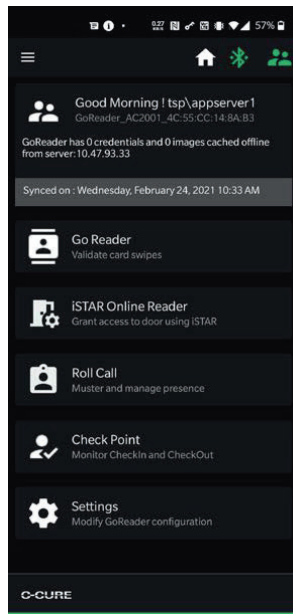 0.27
KB/S
57%
Good Morning ! tsp\appserver1
GoReader_AC2001_4C:55:CC:14:8A:B3
GoReader has 0 credentials and 0 images cached offline
from server:10.47.93.33
Synced on : Wednesday, February 24, 2021 10:33 AM
Go Reader
Validate card swipes
iSTAR Online Reader
Grant access to door using iSTAR
Roll Call
Muster and manage presence
Check Point
Monitor CheckIn and CheckOut
Settings
Modify GoReader configuration
C•CURE